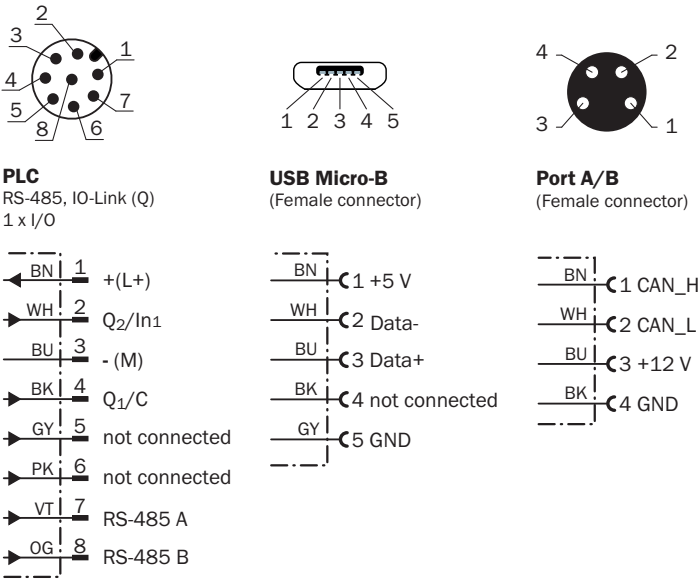 2
3
1
4
5
7
8
6
PLC
RS-485, IO-Link (Q)
1 x I/O
BN 1 +(L+)
WH 2 Q2/In1
BU 3 - (M)
BK 4 Q1/C
GY 5 not connected
PK 6 not connected
VT 7 RS-485 A
OG 8 RS-485 B
1 2 3 4 5
USB Micro-B
(Female connector)
BN 1 +5 V
WH 2 Data-
BU 3 Data+
BK 4 not connected
GY 5 GND
4 2
3 1
Port A/B
(Female connector)
BN 1 CAN_H
WH 2 CAN_L
BU 3 +12 V
BK 4 GND